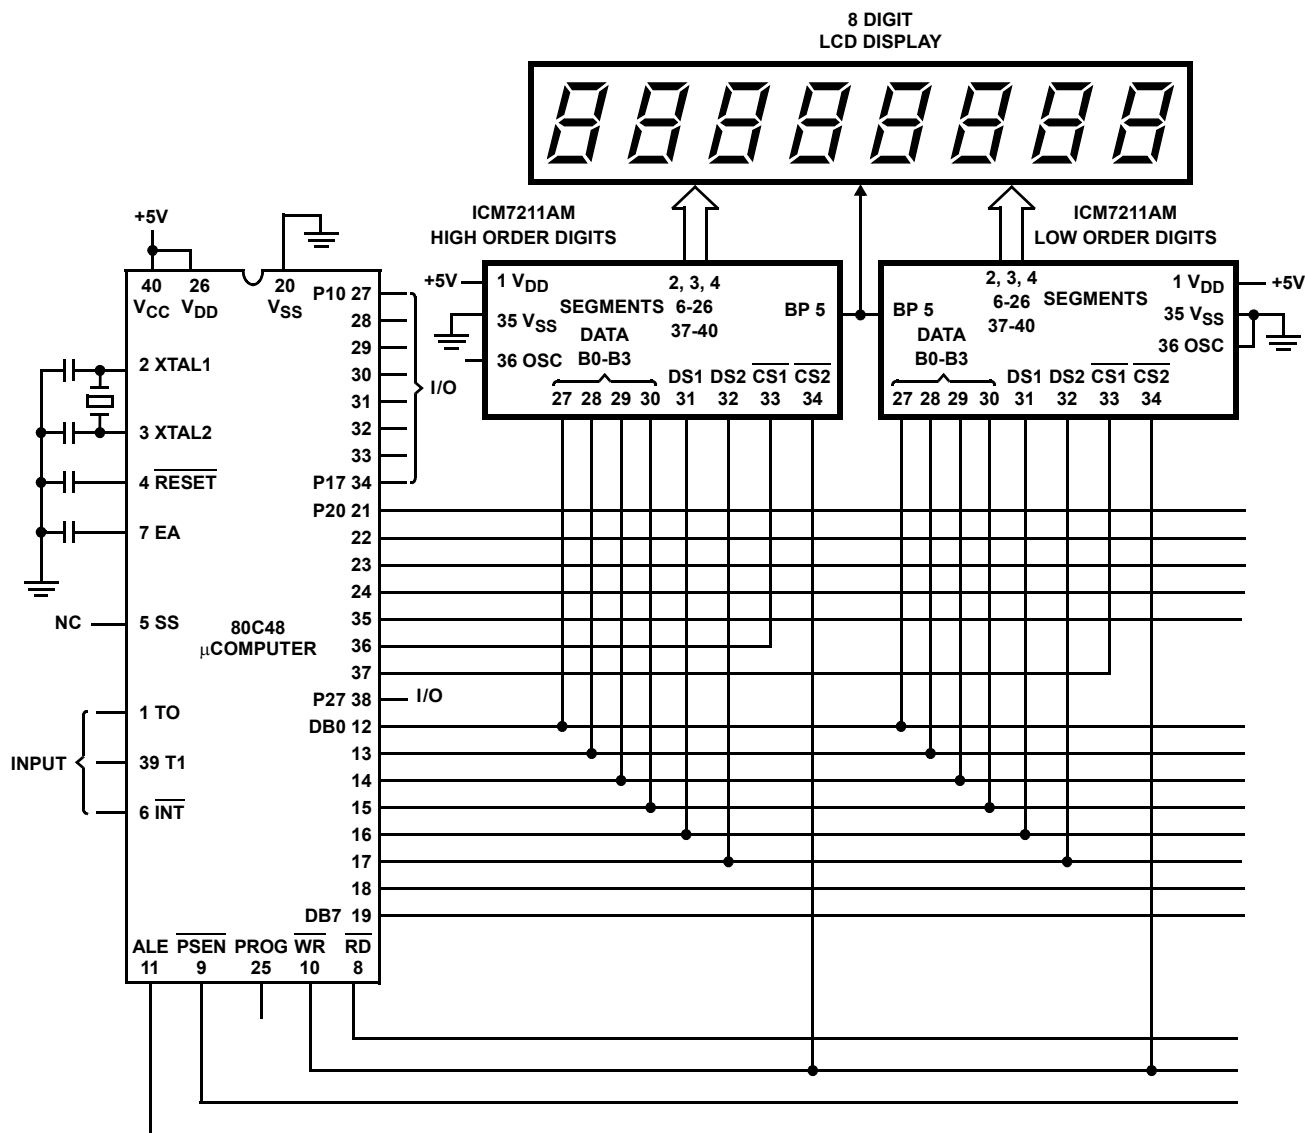 8 DIGIT
LCD DISPLAY
ICM7211AM
HIGH ORDER DIGITS
ICM7211AM
LOW ORDER DIGITS
+5V
40
VCC
26
VDD
20
VSS
2 XTAL1
3 XTAL2
4 RESET
7 EA
NC
5 SS
80C48
µCOMPUTER
INPUT
1 TO
39 T1
6 INT
ALE
11
PSEN
9
PROG
25
WR
10
RD
8
P10 27
28
29
30
31
32
33
P17 34
I/O
P20 21
22
23
24
35
36
37
P27 38
I/O
DB0 12
13
14
15
16
17
18
DB7 19
+5V
1 VDD
35 VSS
36 OSC
SEGMENTS
2, 3, 4
6-26
37-40
BP 5
DATA
B0-B3
DS1 DS2 CS1 CS2
27 28 29 30 31 32 33 34
BP 5
2, 3, 4
6-26
37-40
SEGMENTS
1 VDD
+5V
35 VSS
36 OSC
DATA
B0-B3
DS1 DS2 CS1 CS2
27 28 29 30 31 32 33 34